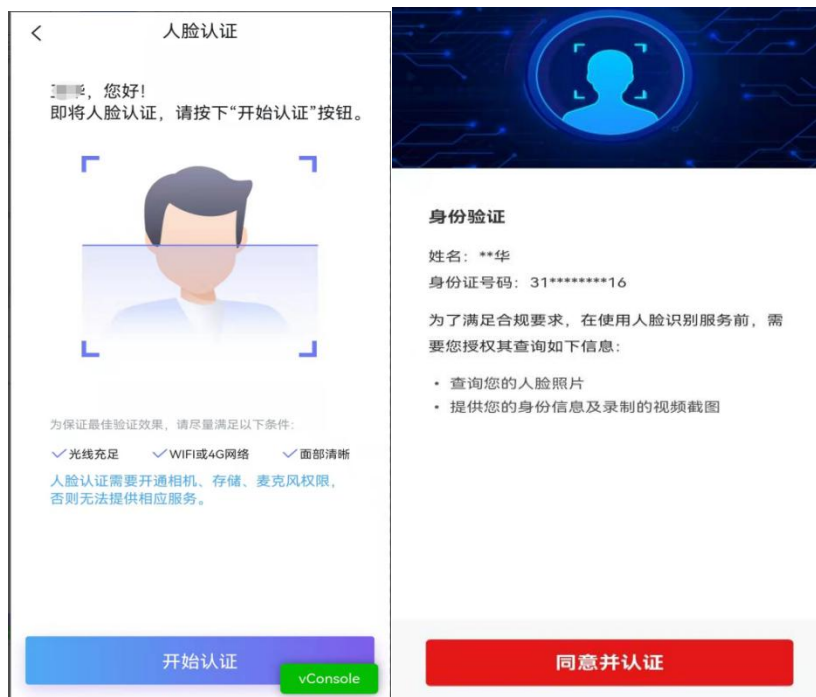 人脸认证
华，您好！
即将人脸认证，请按下“开始认证”按钮。
为保证最佳验证效果，请尽量满足以下条件：
光线充足 WIFI或4G网络 面部清晰
人脸认证需要开通相机、存储、麦克风权限，
否则无法提供相应服务。
开始认证
vConsole
身份验证
姓名：**华
身份证号码：31********16
为了满足合规要求，在使用人脸识别服务前，需
要您授权其查询如下信息：
• 查询您的人脸照片
• 提供您的身份信息及录制的视频截图
同意并认证